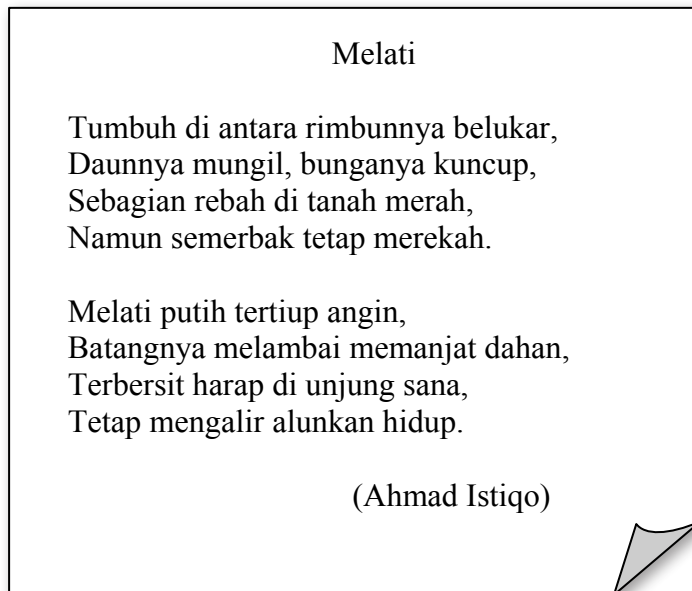 Melati
Tumbuh di antara rimbunnya belukar,
Daunnya mungil, bunganya kuncup,
Sebagian rebah di tanah merah,
Namun semerbak tetap merekah.
Melati putih tertiup angin,
Batangnya melambai memanjat dahan,
Terbersit harap di unjung sana,
Tetap mengalir alunkan hidup.
(Ahmad Istiqo)